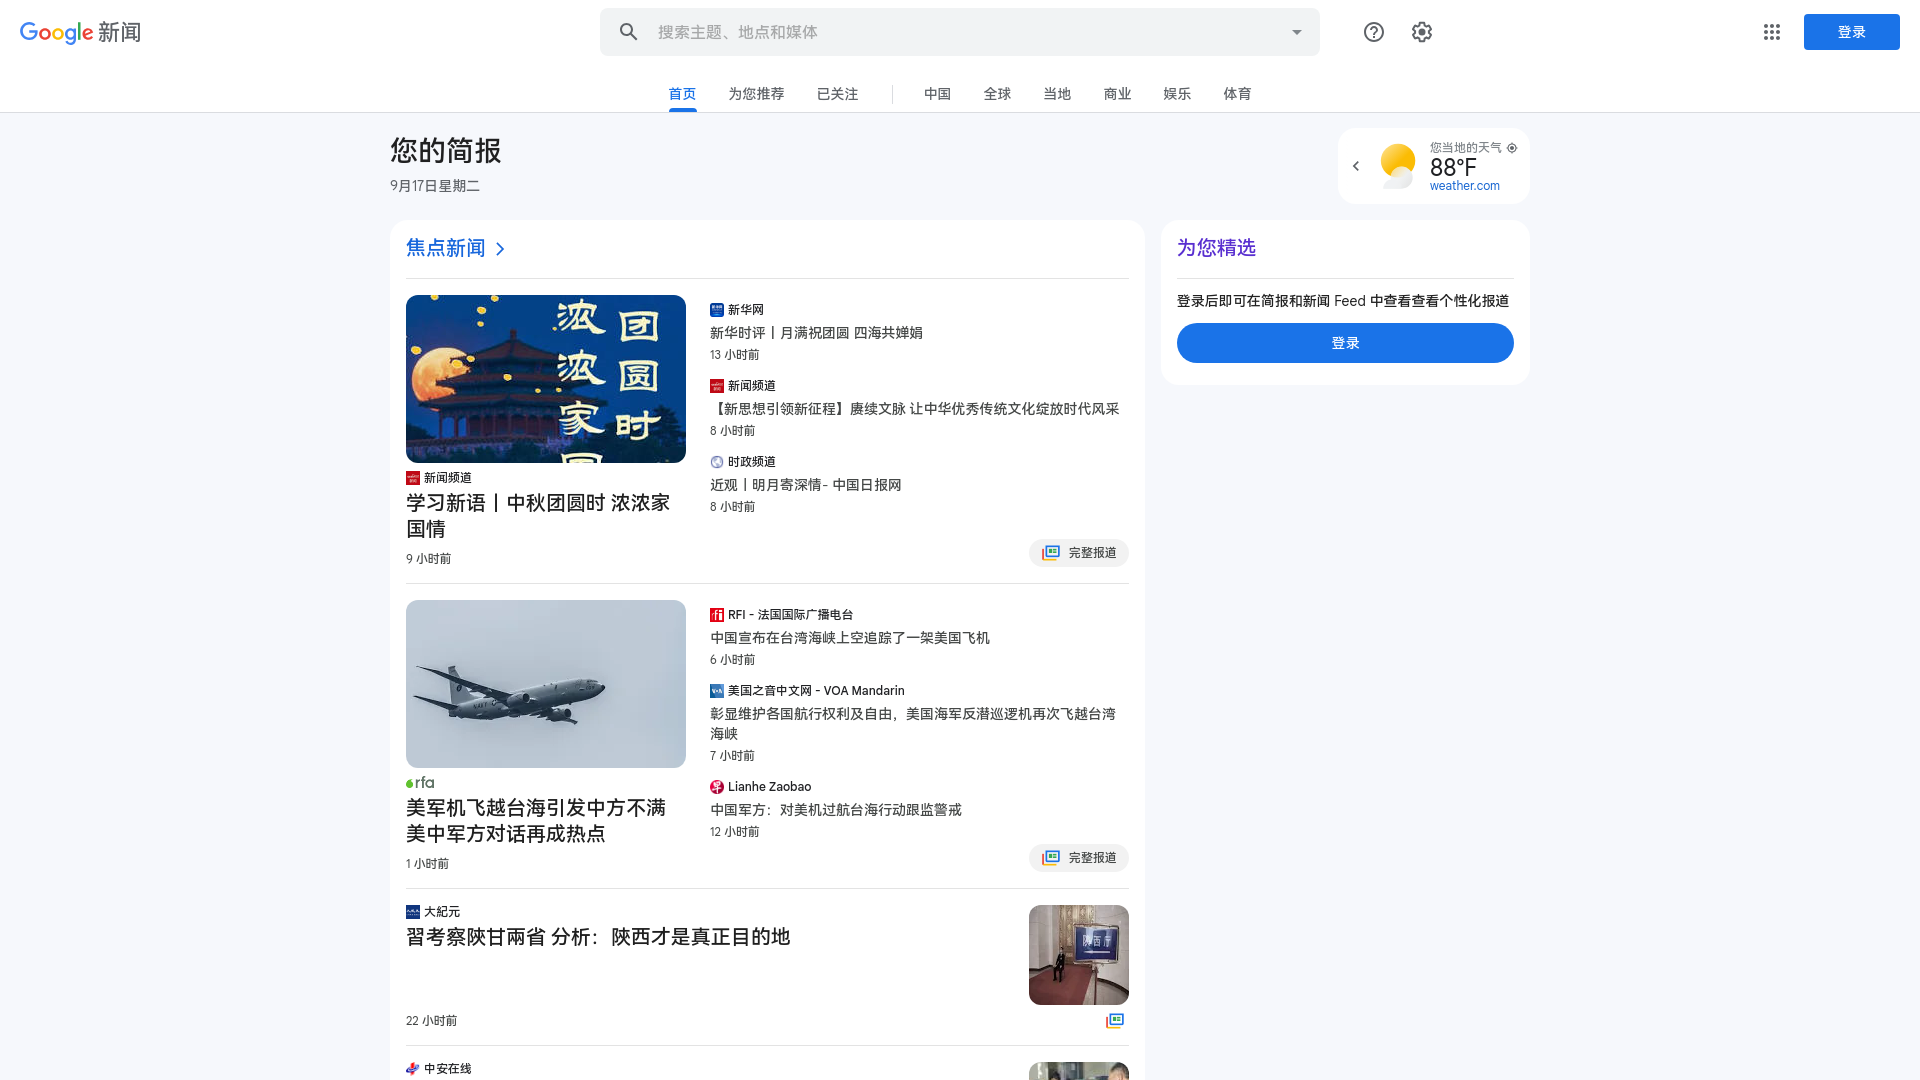 Google 新闻
搜索主题、地点和媒体
登录
首页
为您推荐
已关注
中国
全球
当地
商业
娱乐
体育
您的简报
9月17日星期二
您当地的天气
88°F
weather.com
焦点新闻
浓浓家国
团圆时
新闻频道
学习新语丨中秋团圆时 浓浓家
国情
9 小时前
新华网
新华时评丨月满祝团圆 四海共婵娟
13 小时前
新闻频道
【新思想引领新征程】赓续文脉 让中华优秀传统文化绽放时代风采
8 小时前
时政频道
近观丨明月寄深情- 中国日报网
8 小时前
完整报道
rfa
美军机飞越台海引发中方不满
美中军方对话再成热点
1 小时前
RFI - 法国国际广播电台
中国宣布在台湾海峡上空追踪了一架美国飞机
6 小时前
美国之音中文网 - VOA Mandarin
彰显维护各国航行权利及自由，美国海军反潜巡逻机再次飞越台湾
海峡
7 小时前
Lianhe Zaobao
中国军方：对美机过航台海行动跟监警戒
12 小时前
完整报道
大紀元
習考察陝甘兩省 分析：陝西才是真正目的地
22 小时前
陕西厅
中安在线
为您精选
登录后即可在简报和新闻 Feed 中查看查看个性化报道
登录